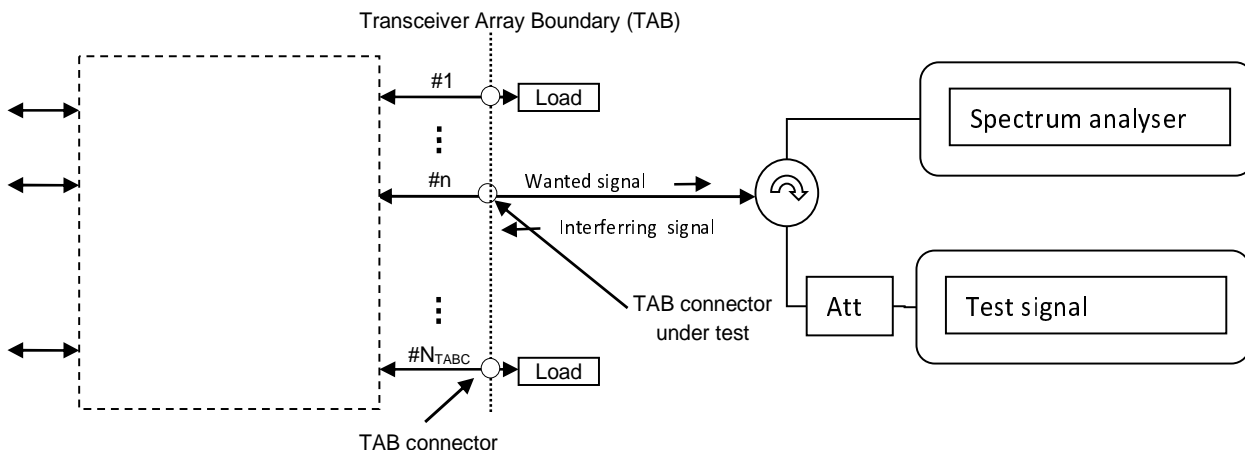 Transceiver Array Boundary (TAB)
#1
Load
Spectrum analyser
#n
Wanted signal
Interferring signal
TAB connector
under test
Att
Test signal
#NTABC
Load
TAB connector